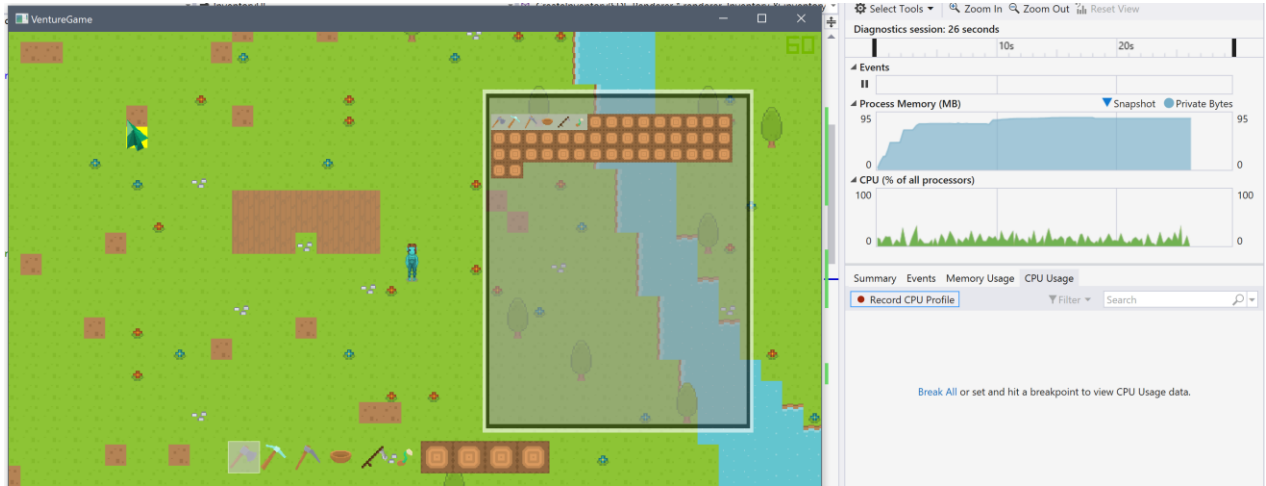 VentureGame
60
Select Tools
Zoom In
Zoom Out
Reset View
Diagnostics session: 26 seconds
10s
20s
Events
Process Memory (MB)
Snapshot
Private Bytes
95
95
0
0
CPU (% of all processors)
100
100
0
0
Summary
Events
Memory Usage
CPU Usage
Record CPU Profile
Filter
Search
Break All or set and hit a breakpoint to view CPU Usage data.